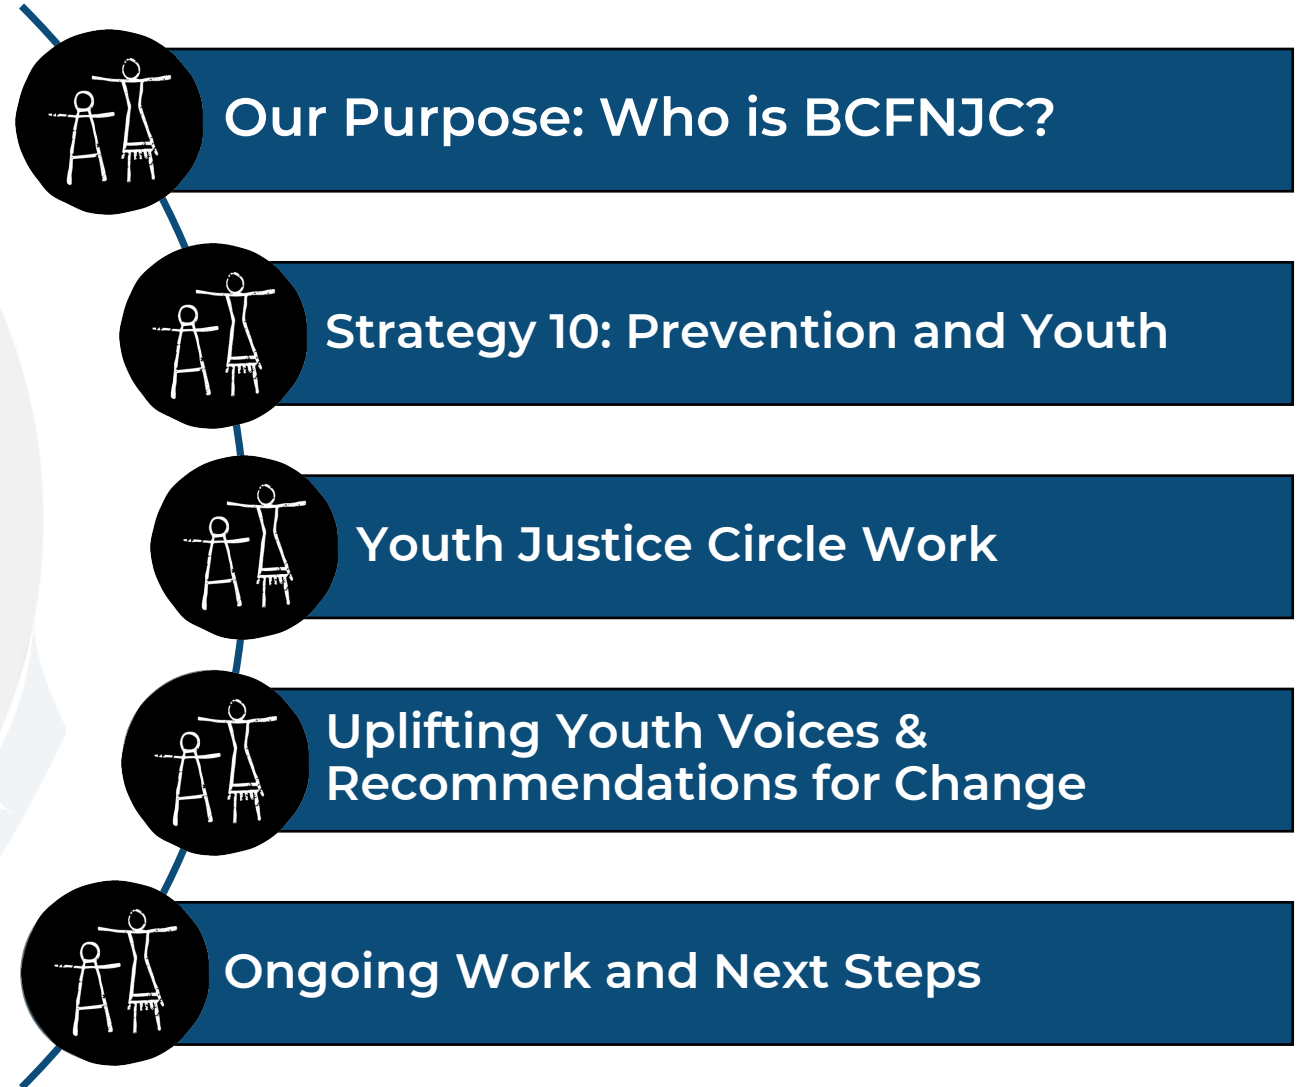 Our Purpose: Who is BCFNJC?
Strategy 10: Prevention and Youth
Youth Justice Circle Work
Uplifting Youth Voices &
Recommendations for Change
Ongoing Work and Next Steps